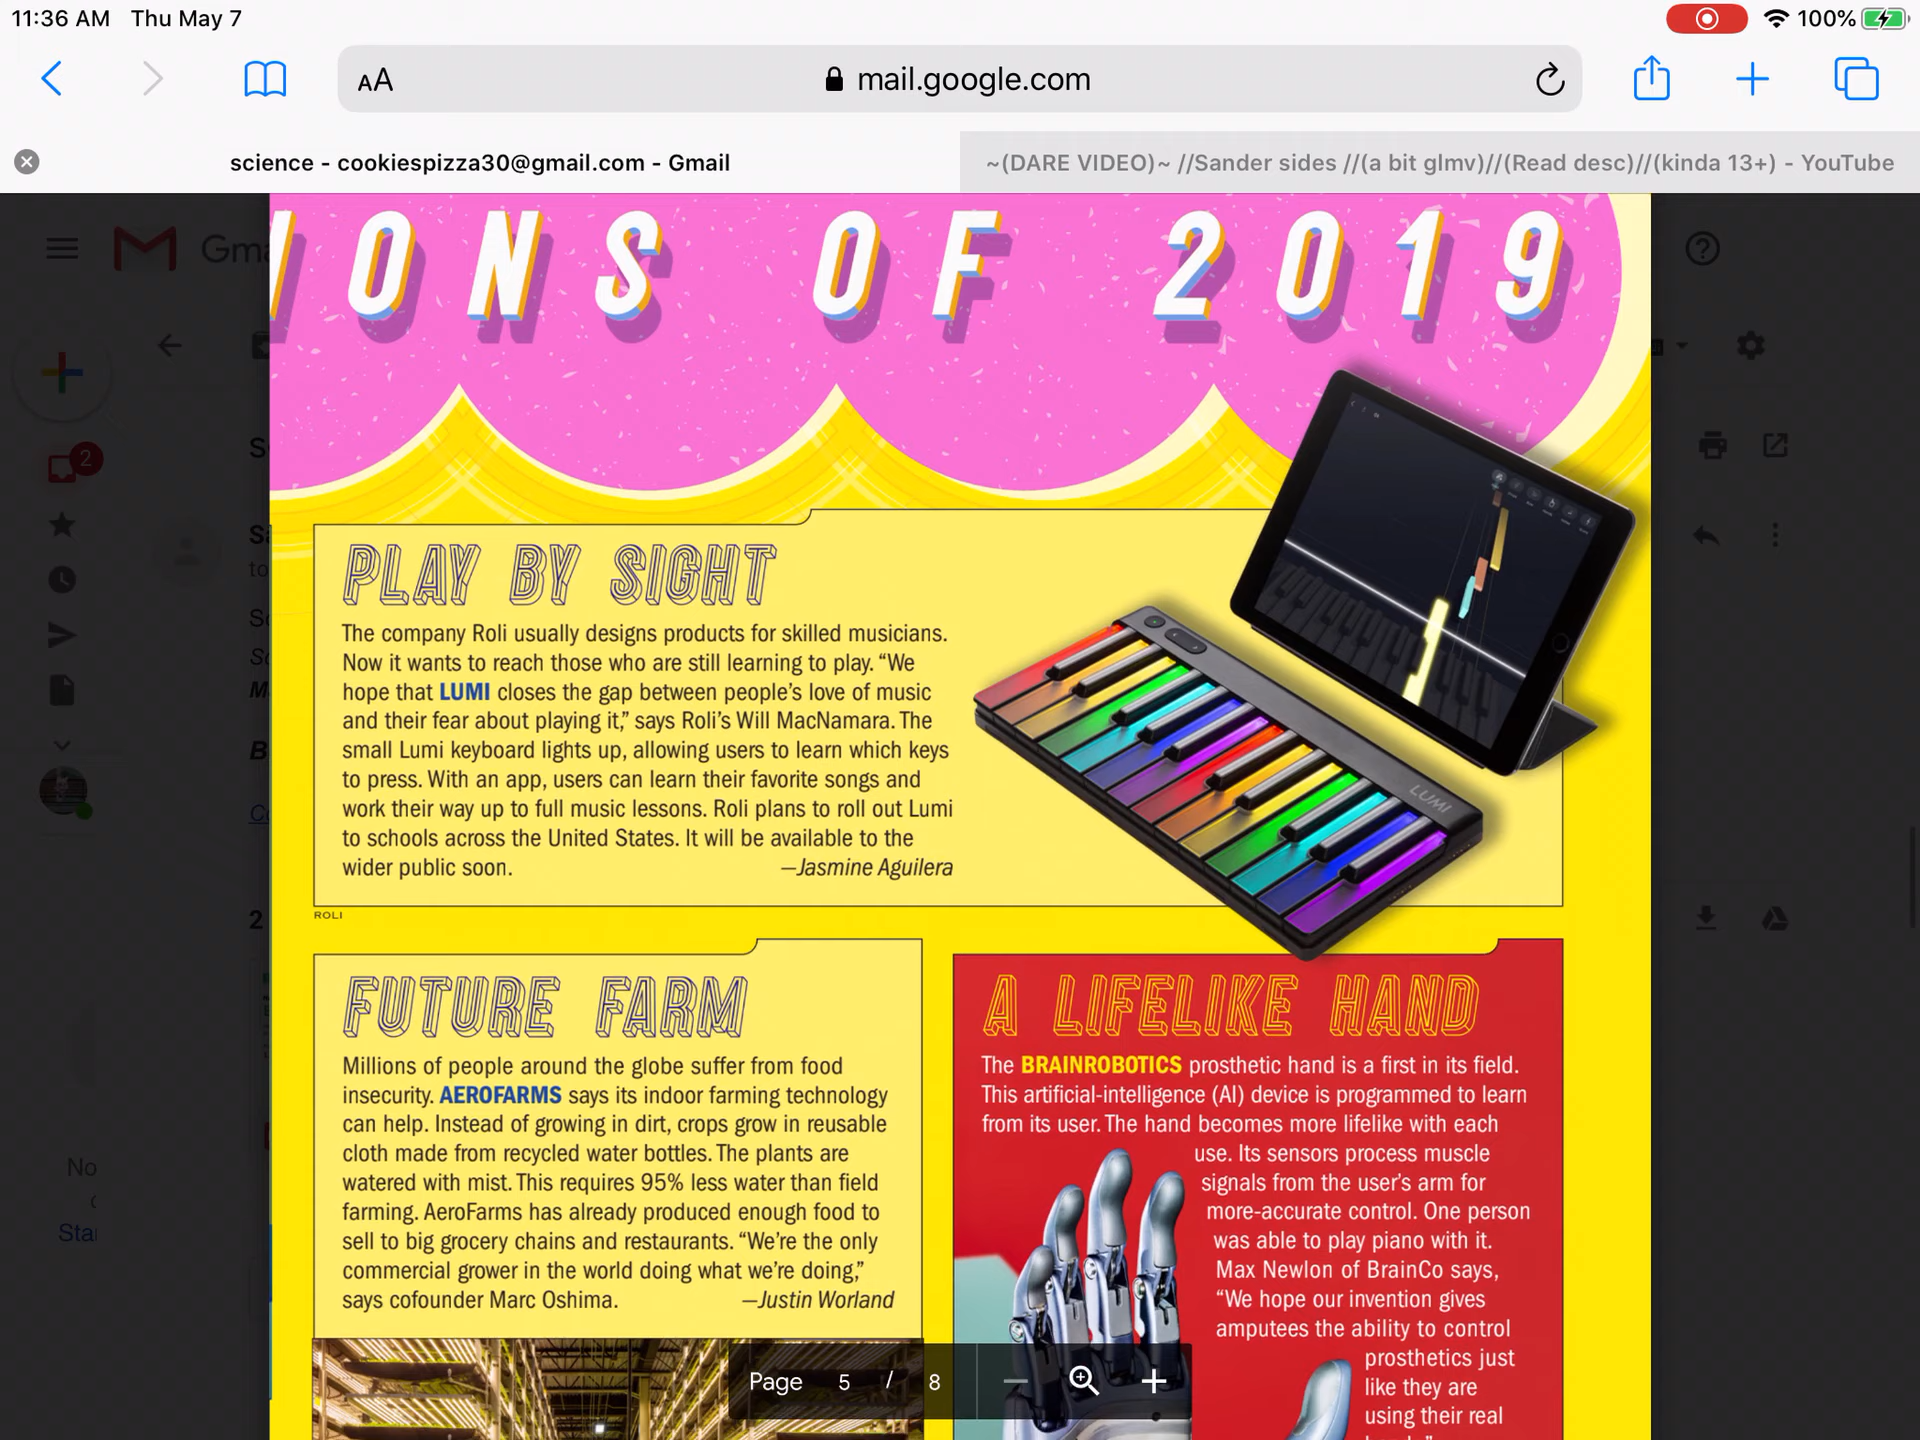 11:36 AM Thu May 7
100%
AA
mail.google.com
science - cookiespizza30@gmail.com - Gmail
~(DARE VIDEO)~ //Sander sides //(a bit glmv)//(Read desc)//(kinda 13+) - YouTube
IONS OF 2019
2
PLAY BY SIGHT
The company Roli usually designs products for skilled musicians.
Now it wants to reach those who are still learning to play. “We
hope that LUMI closes the gap between people’s love of music
and their fear about playing it,” says Roli’s Will MacNamara. The
small Lumi keyboard lights up, allowing users to learn which keys
to press. With an app, users can learn their favorite songs and
work their way up to full music lessons. Roli plans to roll out Lumi
to schools across the United States. It will be available to the
wider public soon. —Jasmine Aguilera
LUMI
ROLI
2
FUTURE FARM
Millions of people around the globe suffer from food
insecurity. AEROFARMS says its indoor farming technology
can help. Instead of growing in dirt, crops grow in reusable
cloth made from recycled water bottles. The plants are
watered with mist. This requires 95% less water than field
farming. AeroFarms has already produced enough food to
sell to big grocery chains and restaurants. “We’re the only
commercial grower in the world doing what we’re doing,”
says cofounder Marc Oshima. —Justin Worland
A LIFELIKE HAND
The BRAINROBOTICS prosthetic hand is a first in its field.
This artificial-intelligence (AI) device is programmed to learn
from its user. The hand becomes more lifelike with each
use. Its sensors process muscle
signals from the user’s arm for
more-accurate control. One person
was able to play piano with it.
Max Newlon of BrainCo says,
“We hope our invention gives
amputees the ability to control
prosthetics just
like they are
using their real
No
Page 5 / 8